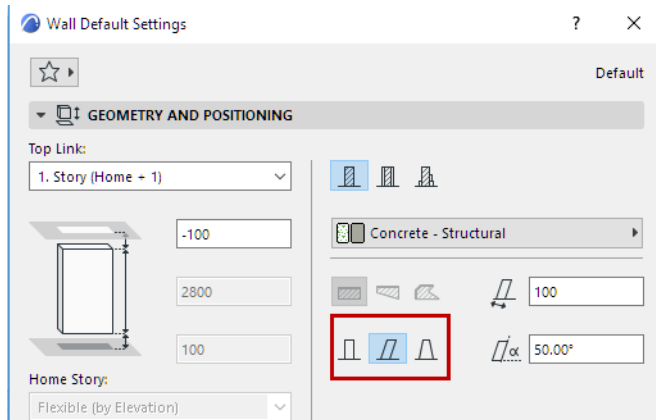 Wall Default Settings
?
Default
GEOMETRY AND POSITIONING
Top Link:
1. Story (Home + 1)
-100
2800
100
Home Story:
Flexible (by Elevation)
Concrete - Structural
100
α
50.00°